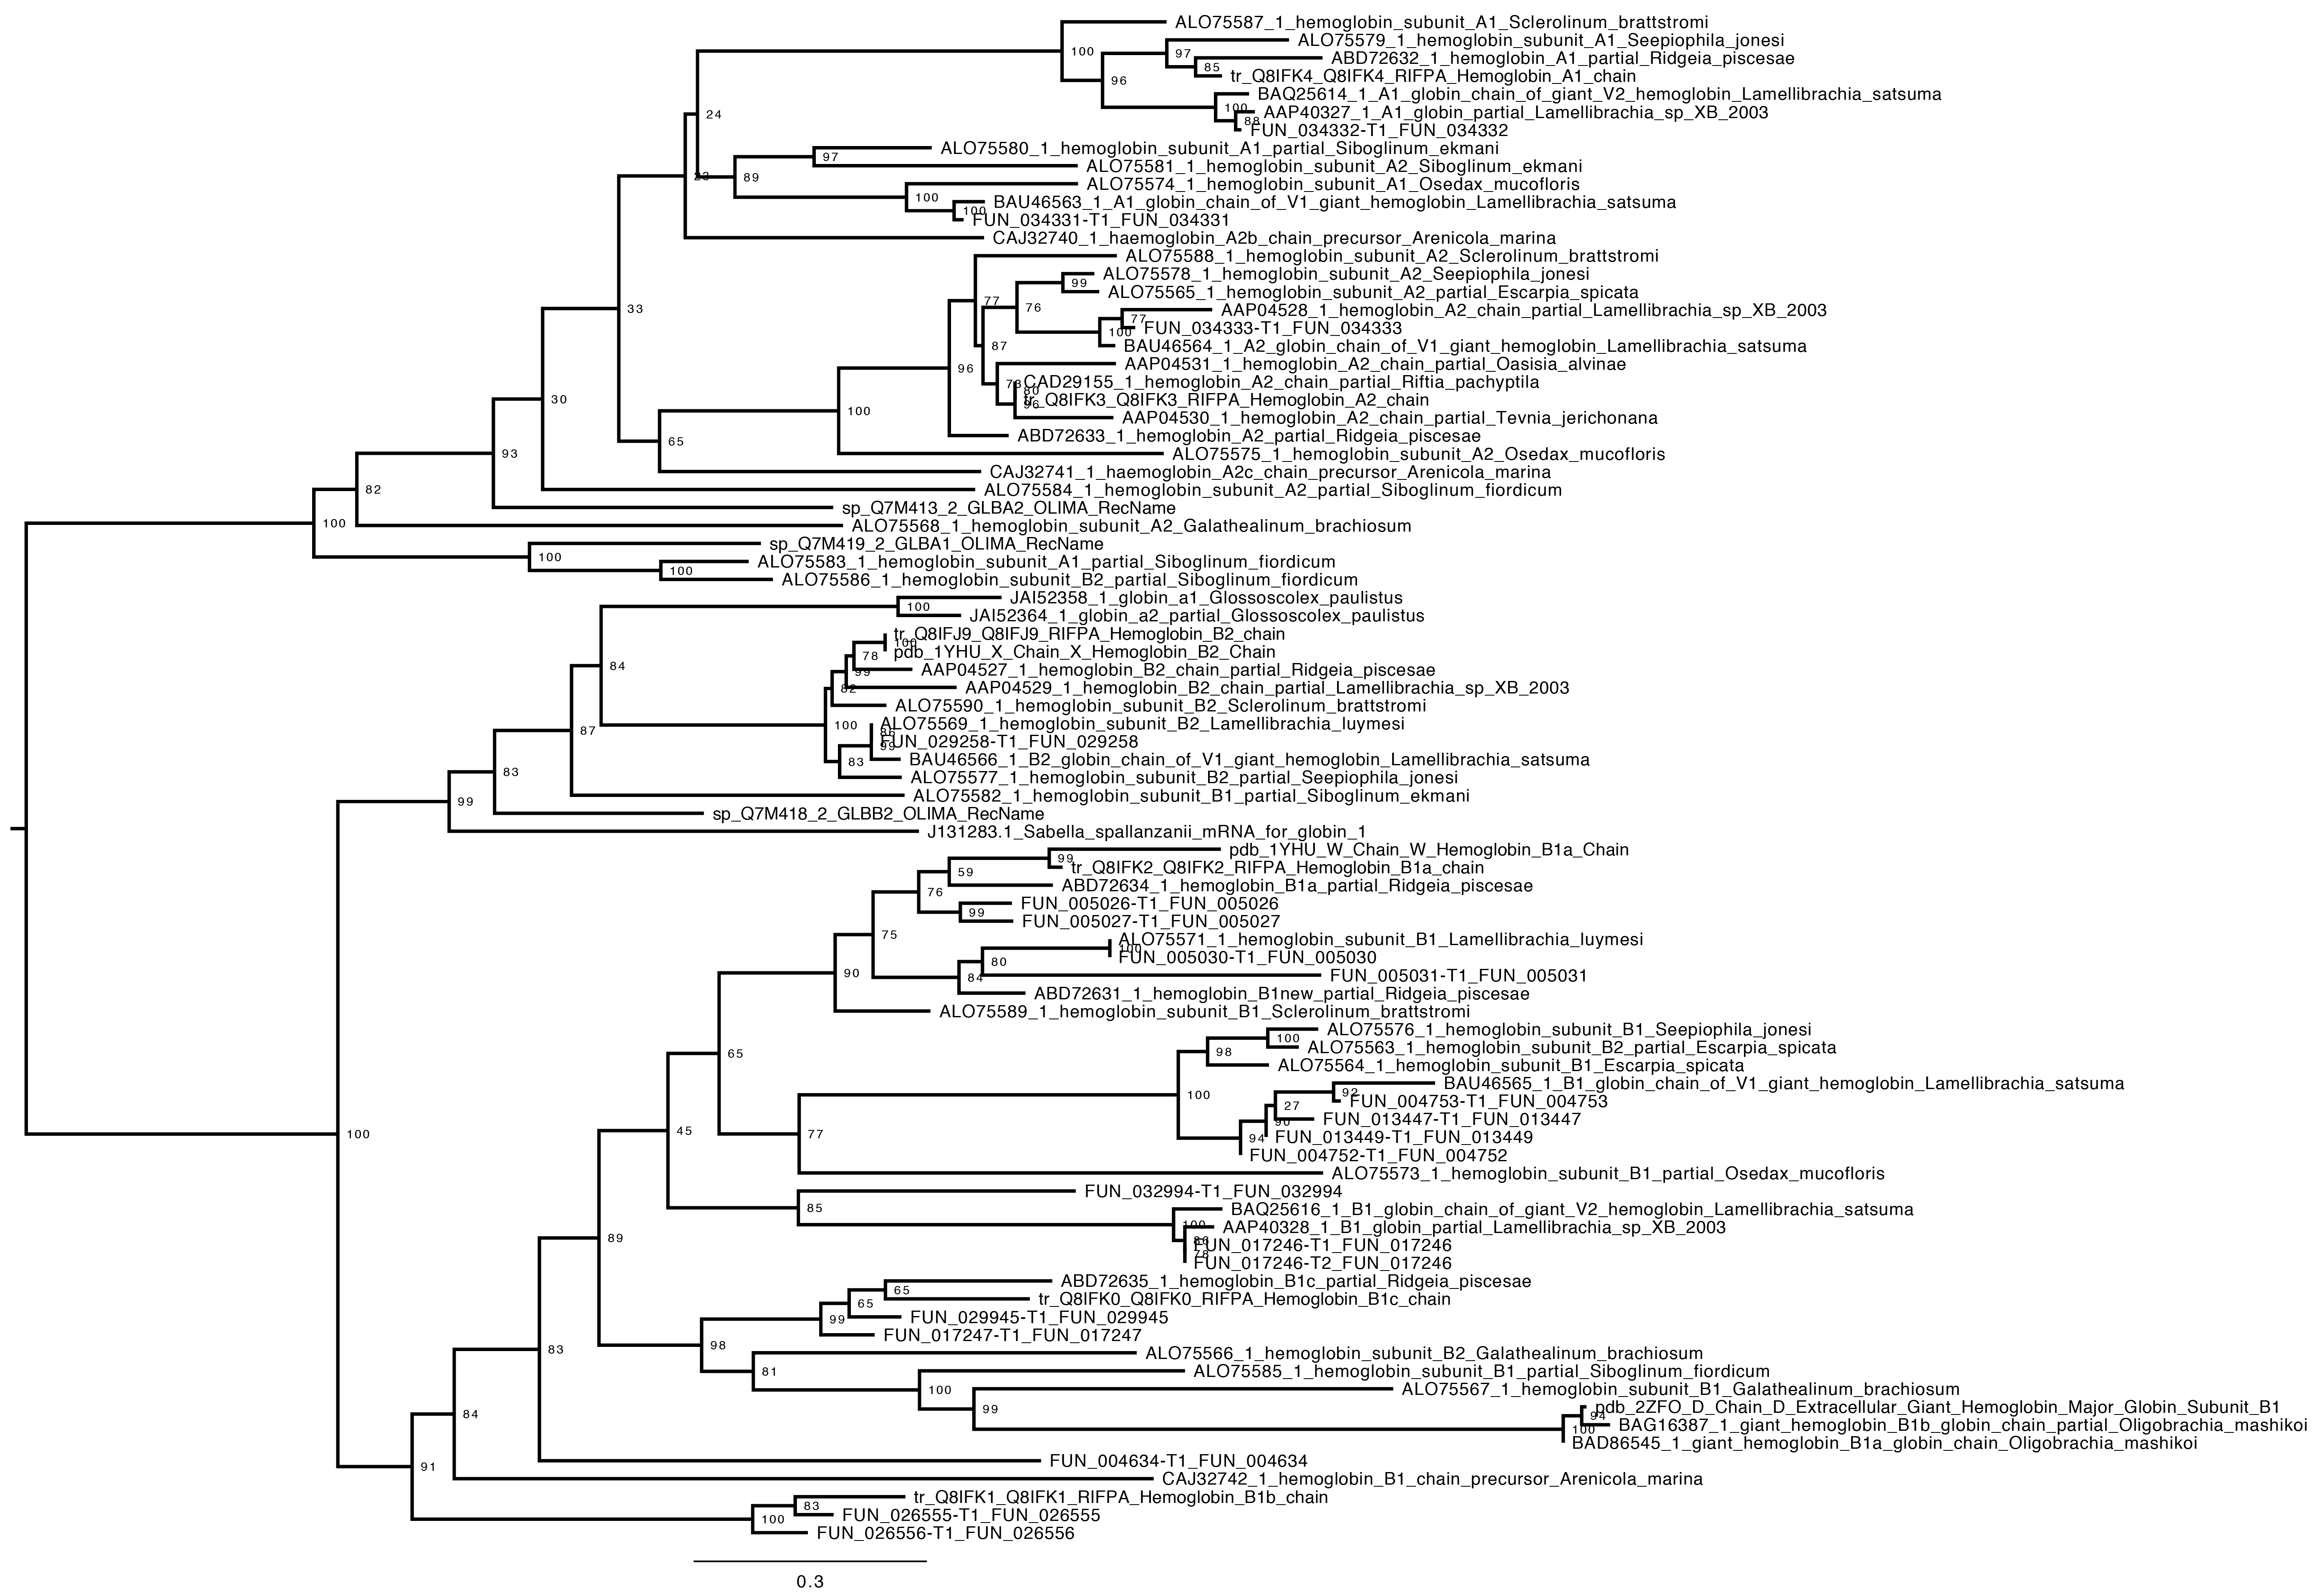 ALO75587_1_hemoglobin_subunit_A1_Sclerolinum_brattstromi
100
ALO75579_1_hemoglobin_subunit_A1_Seepiophila_jonesi
97
ABD72632_1_hemoglobin_A1_partial_Ridgeia_piscesae
85
96
tr_Q8IFK4_Q8IFK4_RIFPA_Hemoglobin_A1_chain
BAQ25614_1_A1_globin_chain_of_giant_V2_hemoglobin_Lamellibrachia_satsuma
100
24
AAP40327_1_A1_globin_partial_Lamellibrachia_sp_XB_2003
88
FUN_034332-T1_FUN_034332
ALO75580_1_hemoglobin_subunit_A1_partial_Siboglinum_ekmani
97
ALO75581_1_hemoglobin_subunit_A2_Siboglinum_ekmani
23
89
ALO75574_1_hemoglobin_subunit_A1_Osedax_mucofloris
100
BAU46563_1_A1_globin_chain_of_V1_giant_hemoglobin_Lamellibrachia_satsuma
100
FUN_034331-T1_FUN_034331
CAJ32740_1_haemoglobin_A2b_chain_precursor_Arenicola_marina
ALO75588_1_hemoglobin_subunit_A2_Sclerolinum_brattstromi
ALO75578_1_hemoglobin_subunit_A2_Seepiophila_jonesi
99
ALO75565_1_hemoglobin_subunit_A2_partial_Escarpia_spicata
77
33
76
AAP04528_1_hemoglobin_A2_chain_partial_Lamellibrachia_sp_XB_2003
77
FUN_034333-T1_FUN_034333
100
BAU46564_1_A2_globin_chain_of_V1_giant_hemoglobin_Lamellibrachia_satsuma
87
AAP04531_1_hemoglobin_A2_chain_partial_Oasisia_alvinae
96
CAD29155_1_hemoglobin_A2_chain_partial_Riftia_pachyptila
80
30
tr_Q8IFK3_Q8IFK3_RIFPA_Hemoglobin_A2_chain
96
100
AAP04530_1_hemoglobin_A2_chain_partial_Tevnia_jerichonana
ABD72633_1_hemoglobin_A2_partial_Ridgeia_piscesae
65
93
ALO75575_1_hemoglobin_subunit_A2_Osedax_mucofloris
CAJ32741_1_haemoglobin_A2c_chain_precursor_Arenicola_marina
82
ALO75584_1_hemoglobin_subunit_A2_partial_Siboglinum_fiordicum
sp_Q7M413_2_GLBA2_OLIMA_RecName
100
ALO75568_1_hemoglobin_subunit_A2_Galathealinum_brachiosum
sp_Q7M419_2_GLBA1_OLIMA_RecName
100
ALO75583_1_hemoglobin_subunit_A1_partial_Siboglinum_fiordicum
100
ALO75586_1_hemoglobin_subunit_B2_partial_Siboglinum_fiordicum
JAI52358_1_globin_a1_Glossoscolex_paulistus
100
JAI52364_1_globin_a2_partial_Glossoscolex_paulistus
tr_Q8IFJ9_Q8IFJ9_RIFPA_Hemoglobin_B2_chain
100
pdb_1YHU_X_Chain_X_Hemoglobin_B2_Chain
78
84
AAP04527_1_hemoglobin_B2_chain_partial_Ridgeia_piscesae
99
AAP04529_1_hemoglobin_B2_chain_partial_Lamellibrachia_sp_XB_2003
82
ALO75590_1_hemoglobin_subunit_B2_Sclerolinum_brattstromi
100
ALO75569_1_hemoglobin_subunit_B2_Lamellibrachia_luymesi
87
FUN_029258-T1_FUN_029258
99
BAU46566_1_B2_globin_chain_of_V1_giant_hemoglobin_Lamellibrachia_satsuma
83
83
ALO75577_1_hemoglobin_subunit_B2_partial_Seepiophila_jonesi
ALO75582_1_hemoglobin_subunit_B1_partial_Siboglinum_ekmani
99
sp_Q7M418_2_GLBB2_OLIMA_RecName
J131283.1_Sabella_spallanzanii_mRNA_for_globin_1
pdb_1YHU_W_Chain_W_Hemoglobin_B1a_Chain
99
tr_Q8IFK2_Q8IFK2_RIFPA_Hemoglobin_B1a_chain
59
ABD72634_1_hemoglobin_B1a_partial_Ridgeia_piscesae
76
FUN_005026-T1_FUN_005026
99
FUN_005027-T1_FUN_005027
75
ALO75571_1_hemoglobin_subunit_B1_Lamellibrachia_luymesi
100
FUN_005030-T1_FUN_005030
80
90
FUN_005031-T1_FUN_005031
84
ABD72631_1_hemoglobin_B1new_partial_Ridgeia_piscesae
ALO75589_1_hemoglobin_subunit_B1_Sclerolinum_brattstromi
ALO75576_1_hemoglobin_subunit_B1_Seepiophila_jonesi
100
ALO75563_1_hemoglobin_subunit_B2_partial_Escarpia_spicata
65
98
ALO75564_1_hemoglobin_subunit_B1_Escarpia_spicata
BAU46565_1_B1_globin_chain_of_V1_giant_hemoglobin_Lamellibrachia_satsuma
100
92
FUN_004753-T1_FUN_004753
27
FUN_013447-T1_FUN_013447
90
45
77
94
FUN_013449-T1_FUN_013449
100
FUN_004752-T1_FUN_004752
ALO75573_1_hemoglobin_subunit_B1_partial_Osedax_mucofloris
FUN_032994-T1_FUN_032994
85
BAQ25616_1_B1_globin_chain_of_giant_V2_hemoglobin_Lamellibrachia_satsuma
100
AAP40328_1_B1_globin_partial_Lamellibrachia_sp_XB_2003
89
FUN_017246-T1_FUN_017246
78
FUN_017246-T2_FUN_017246
ABD72635_1_hemoglobin_B1c_partial_Ridgeia_piscesae
65
tr_Q8IFK0_Q8IFK0_RIFPA_Hemoglobin_B1c_chain
65
FUN_029945-T1_FUN_029945
99
FUN_017247-T1_FUN_017247
98
83
ALO75566_1_hemoglobin_subunit_B2_Galathealinum_brachiosum
81
ALO75585_1_hemoglobin_subunit_B1_partial_Siboglinum_fiordicum
100
ALO75567_1_hemoglobin_subunit_B1_Galathealinum_brachiosum
99
pdb_2ZFO_D_Chain_D_Extracellular_Giant_Hemoglobin_Major_Globin_Subunit_B1
94
84
BAG16387_1_giant_hemoglobin_B1b_globin_chain_partial_Oligobrachia_mashikoi
100
BAD86545_1_giant_hemoglobin_B1a_globin_chain_Oligobrachia_mashikoi
FUN_004634-T1_FUN_004634
91
CAJ32742_1_hemoglobin_B1_chain_precursor_Arenicola_marina
tr_Q8IFK1_Q8IFK1_RIFPA_Hemoglobin_B1b_chain
83
FUN_026555-T1_FUN_026555
100
FUN_026556-T1_FUN_026556
0.3